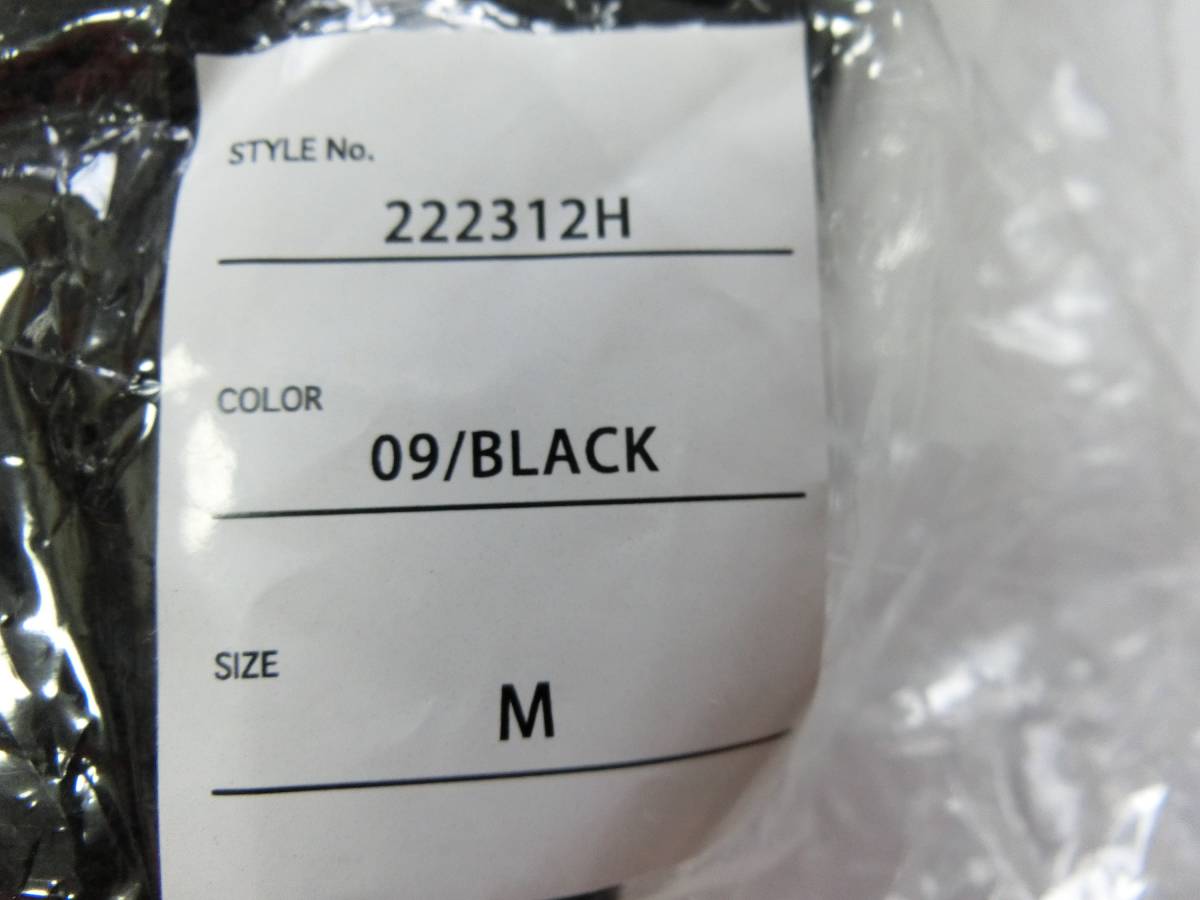 STYLE No.
222312H
COLOR
09/BLACK
SIZE
M